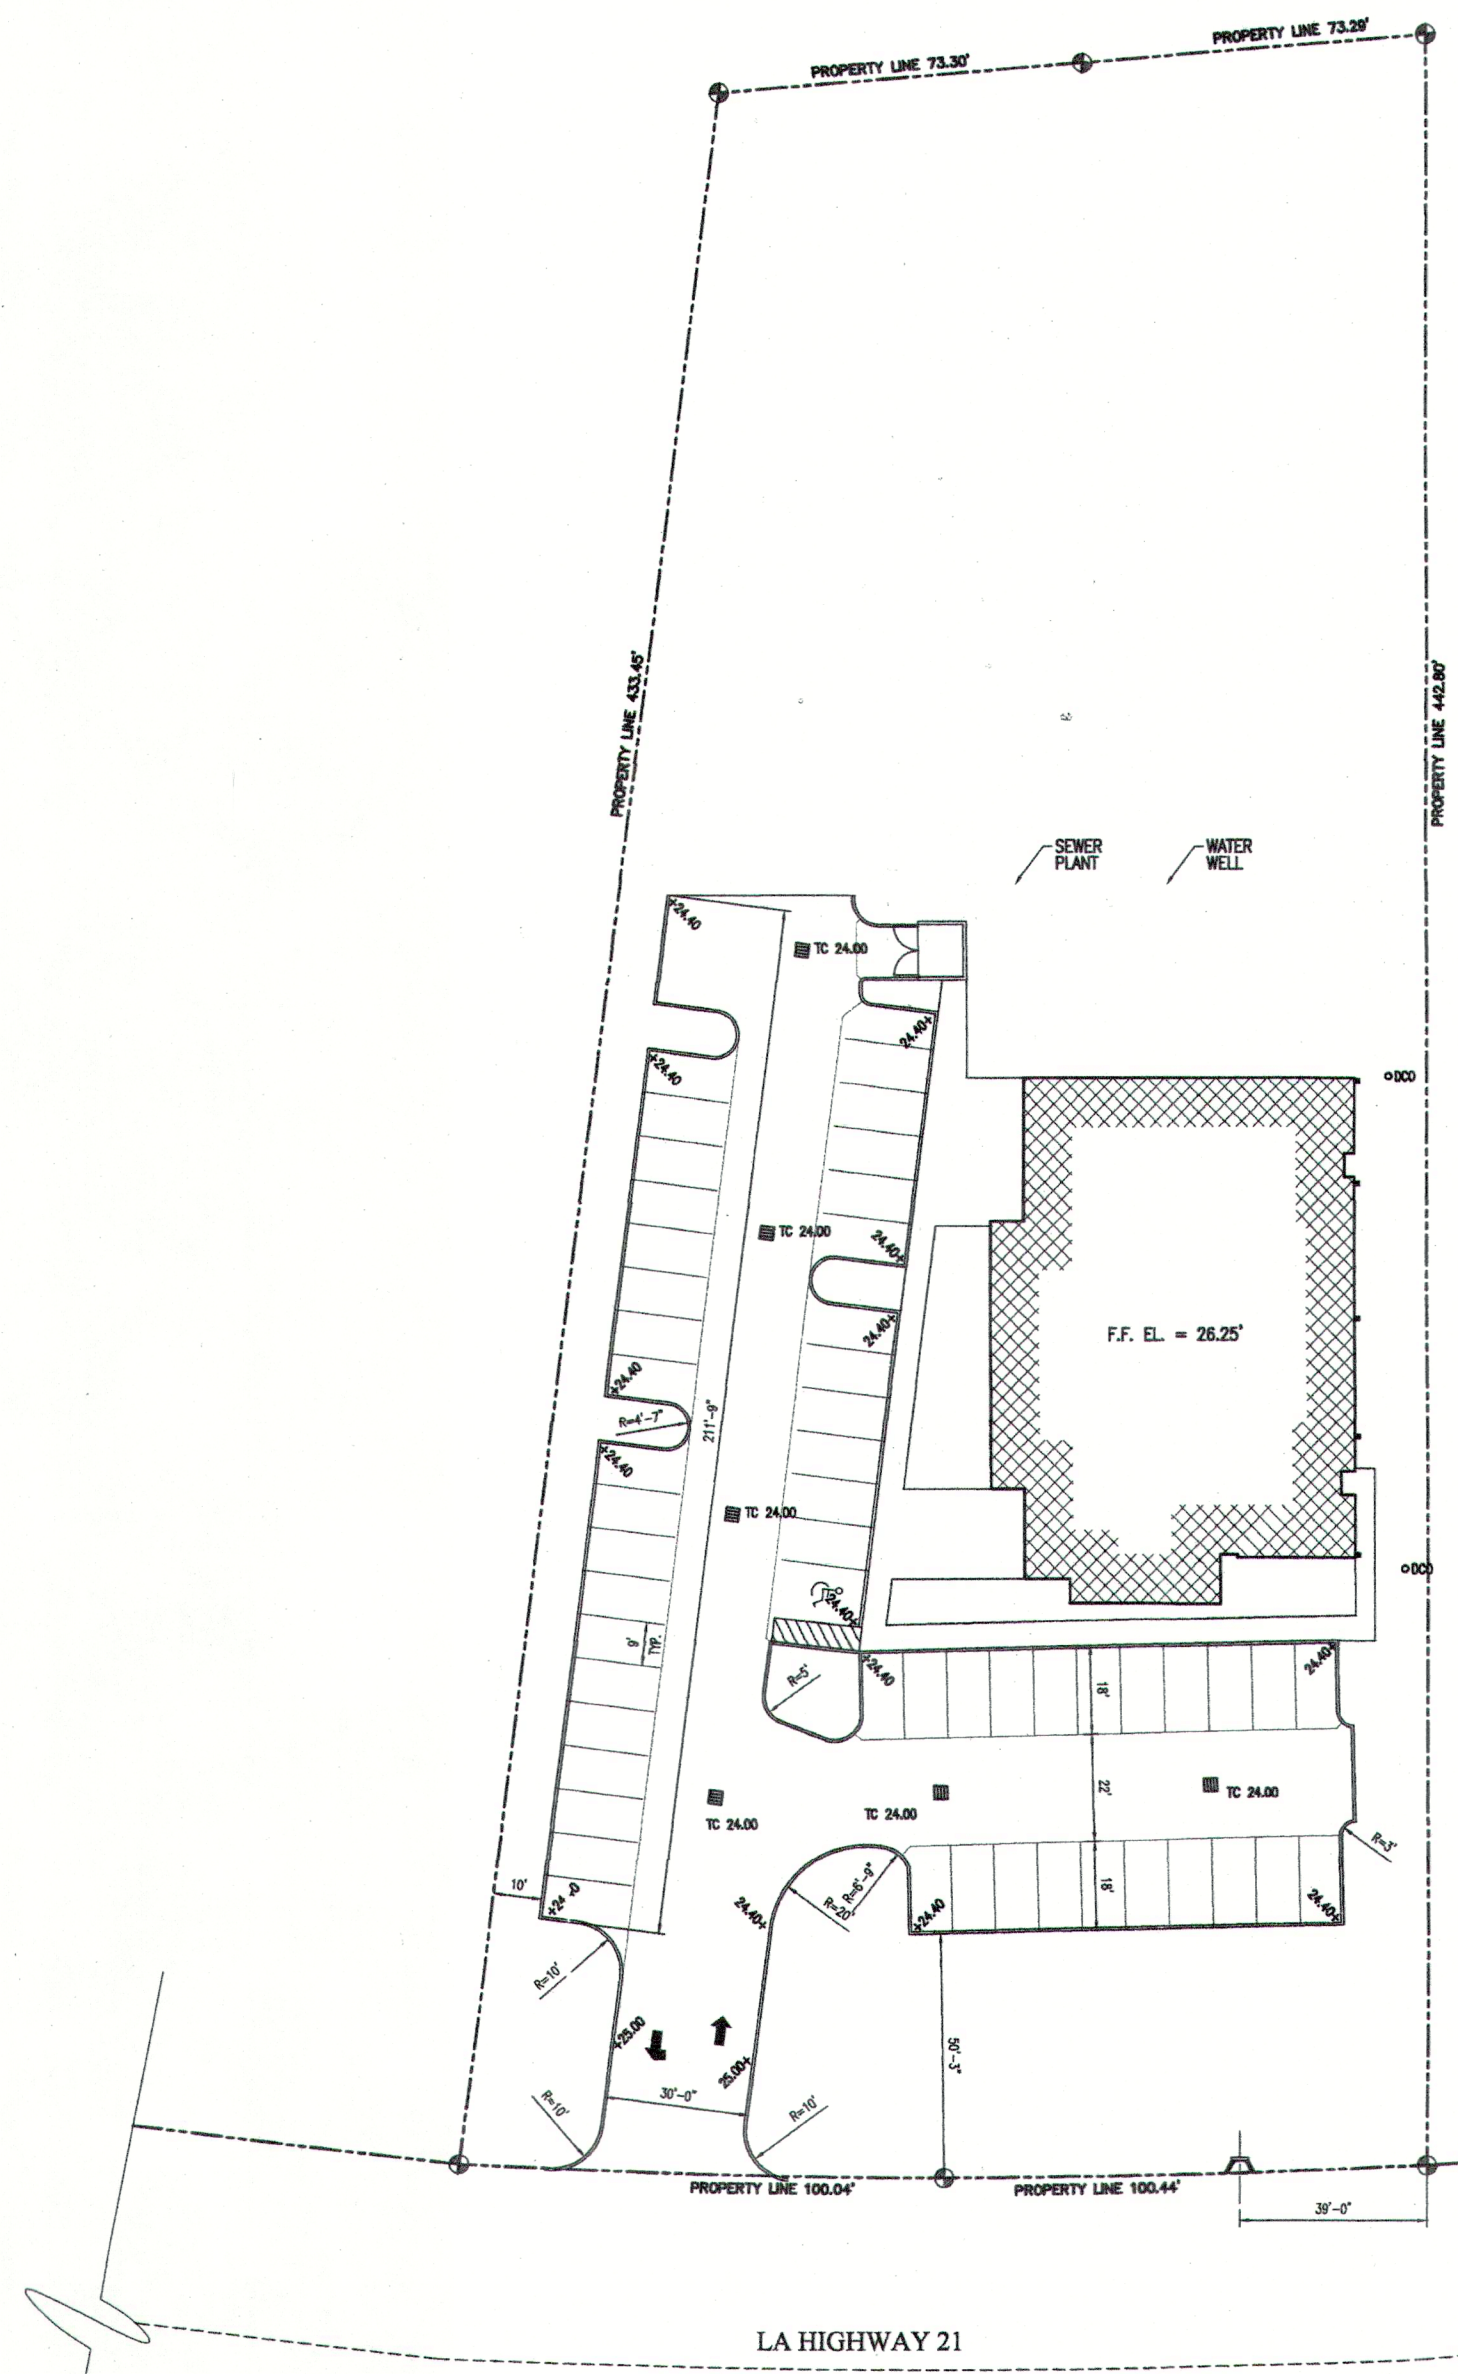 PROPERTY LINE 73.29'
PROPERTY LINE 73.30'
PROPERTY LINE 433.45'
PROPERTY LINE 442.80'
SEWER
PLANT
WATER
WELL
+24.40
TC 24.00
24.40+
+24.40
DCO
TC 24.00
24.40+
24.40+
F.F. EL. = 26.25'
+24.40
R=4'-7"
211'-9"
+24.40
TC 24.00
DCO
24.40+
9'
TYP.
+24.40
24.40+
R=5'
18'
22'
TC 24.00
TC 24.00
TC 24.00
R=3'
10'
18'
R=6'-9"
R=20'
24.40+
+24.40
24.40+
R=10'
+25.00
25.00+
50'-3"
30'-0"
R=10'
R=10'
PROPERTY LINE 100.04'
PROPERTY LINE 100.44'
39'-0"
LA HIGHWAY 21